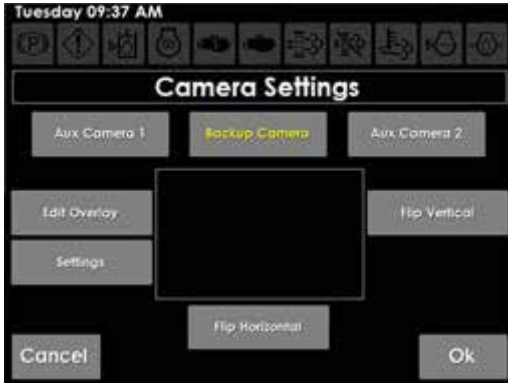 Tuesday 09:37 AM
(P)
Camera Settings
Aux Camera 1 Backup Camera Aux Camera 2
Edit Overlay Flip Vertical
Settings
Flip Horizontal
Cancel Ok